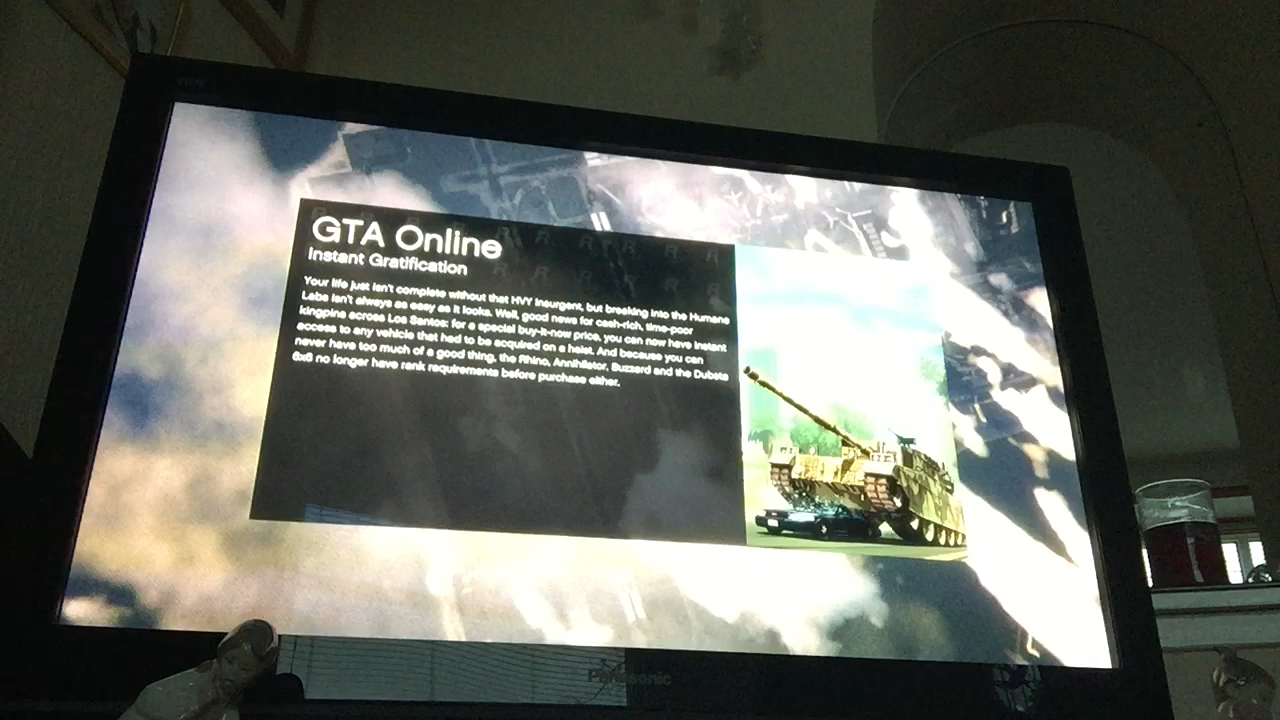 GTA Online
Instant Gratification
Your life just isn't complete without that HVY Insurgent, but breaking into the Humane
Labs isn't always as easy as it looks. Well, good news for cash-rich, time-poor
kingpins across Los Santos: for a special buy-it-now price, you can now have instant
access to any vehicle that had to be acquired on a heist. And because you can
never have too much of a good thing, the Rhino, Annihilator, Buzzard and the Dubsta
6x6 no longer have rank requirements before purchase either.
Panasonic